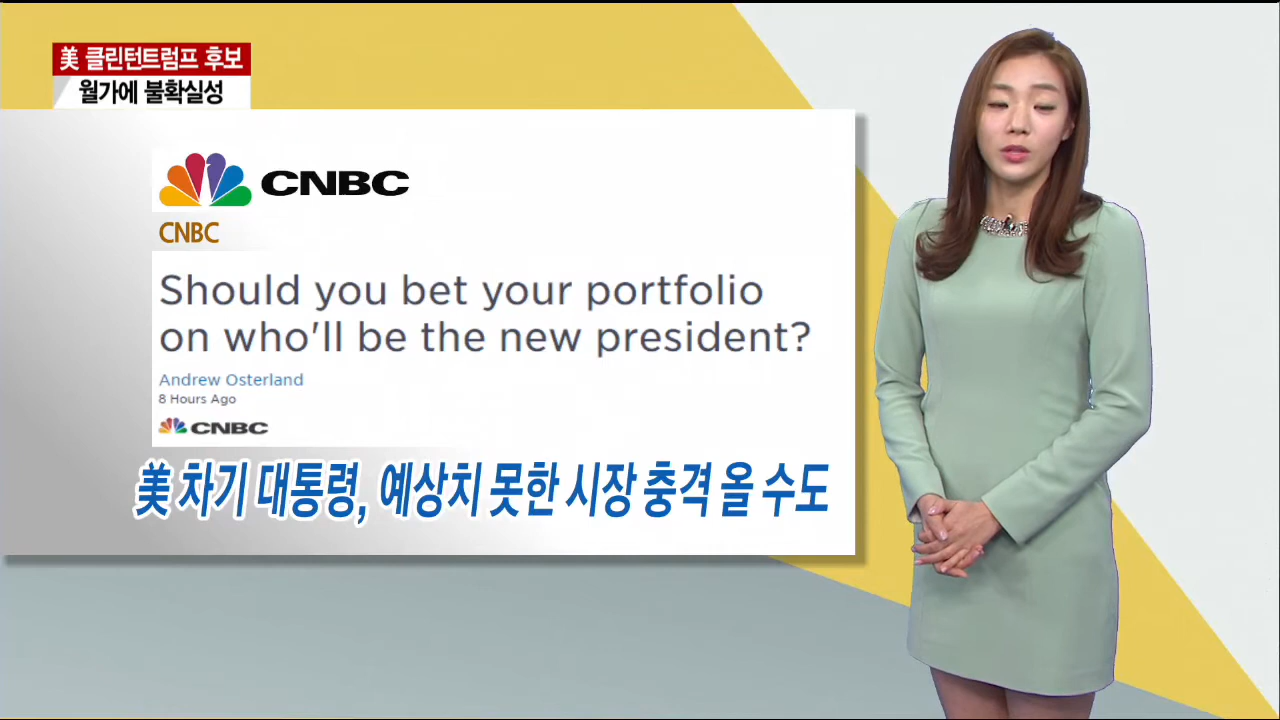 美 클린턴트럼프 후보
월가에 불확실성
CNBC
CNBC
Should you bet your portfolio
on who'll be the new president?
Andrew Osterland
8 Hours Ago
CNBC
美 차기 대통령, 예상치 못한 시장 충격 올 수도